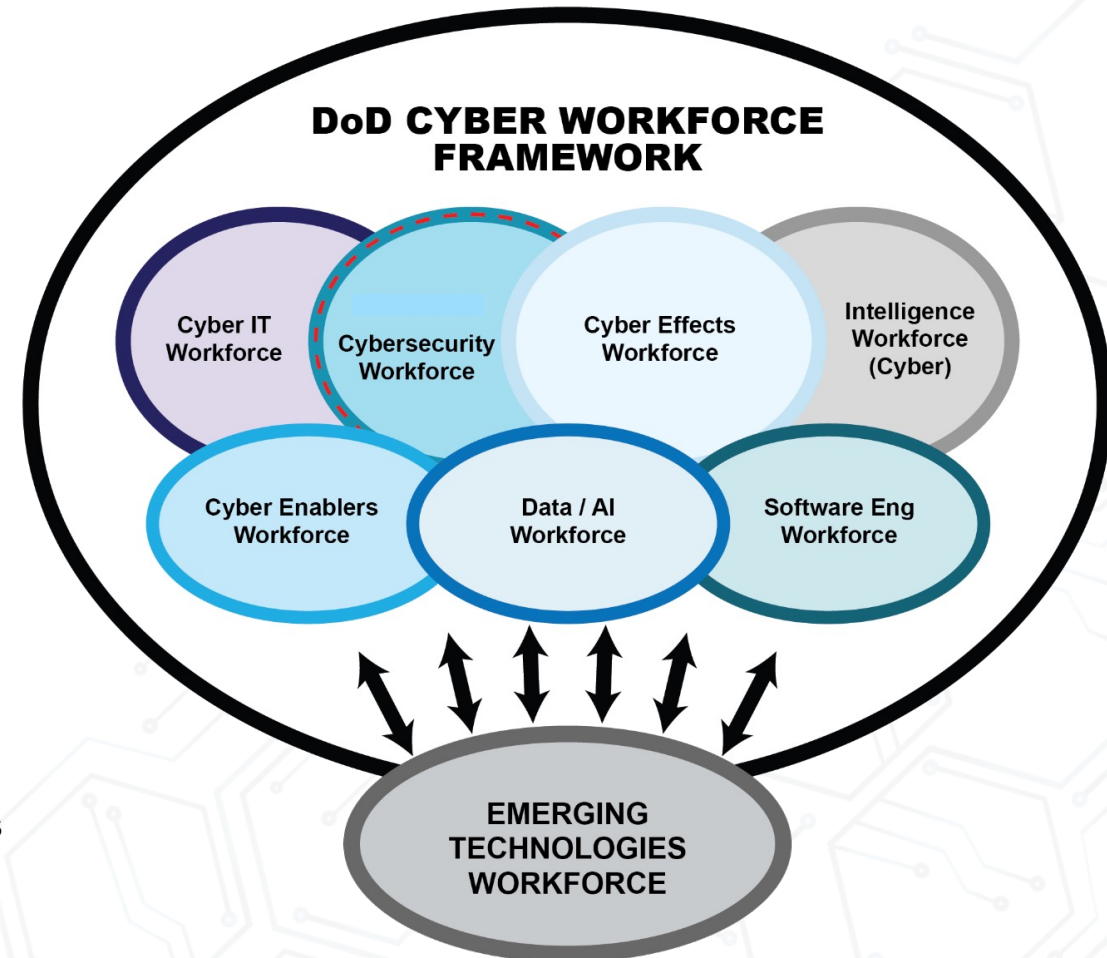 DoD CYBER WORKFORCE
FRAMEWORK
Cyber IT
Workforce
Cybersecurity
Workforce
Cyber Effects
Workforce
Intelligence
Workforce
(Cyber)
Cyber Enablers
Workforce
Data / AI
Workforce
Software Eng
Workforce
EMERGING
TECHNOLOGIES
WORKFORCE